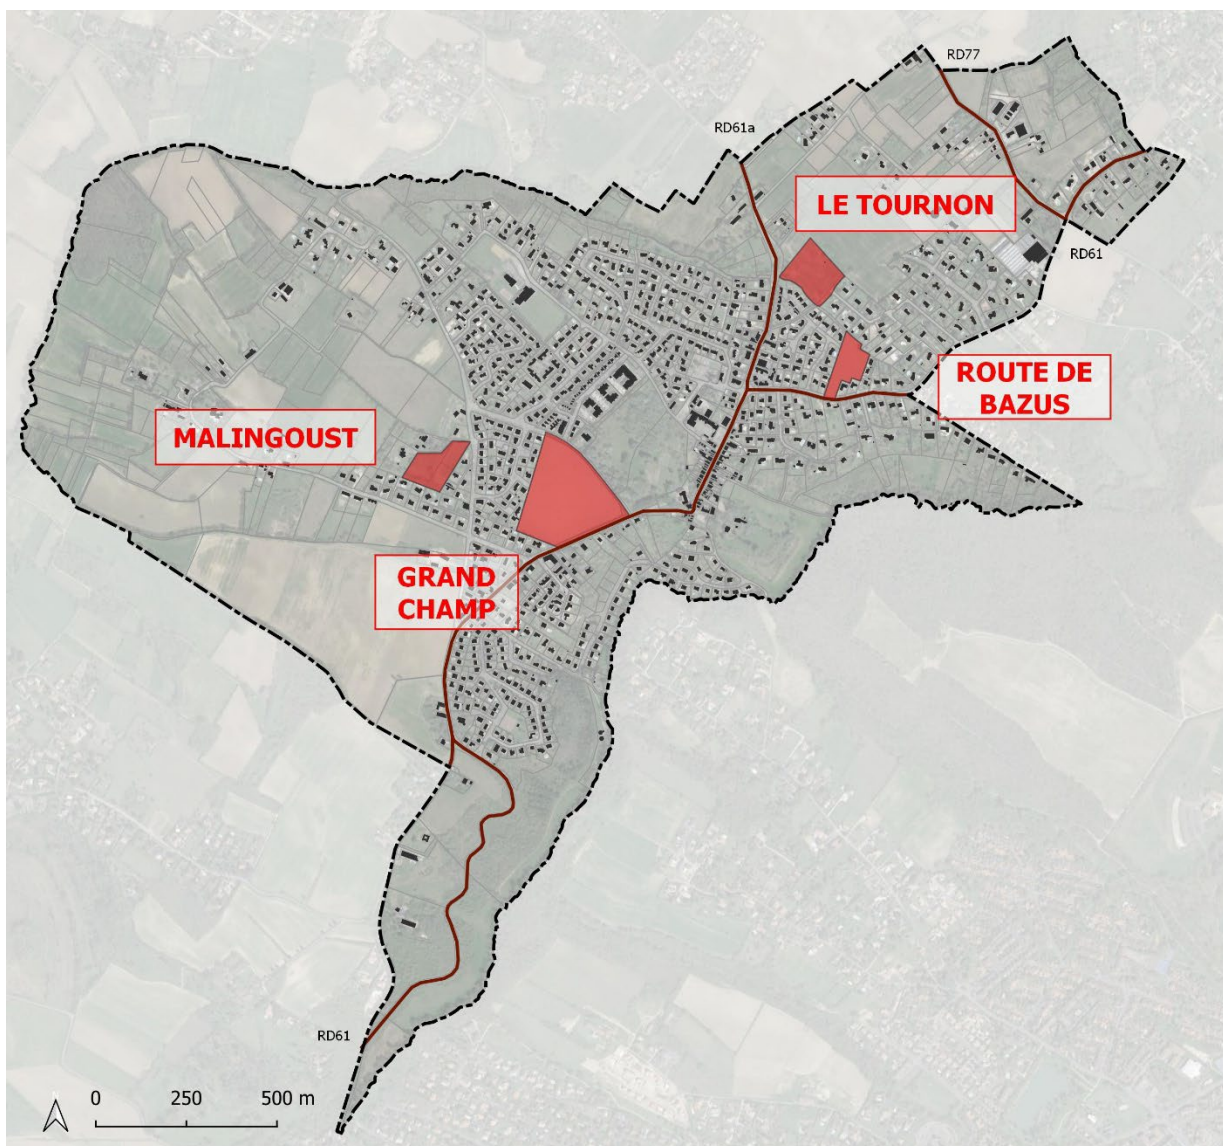 RD77
RD61a
LE TOURNON
RD61
ROUTE DE
BAZUS
MALINGOUST
GRAND
CHAMP
RD61
0 250 500 m